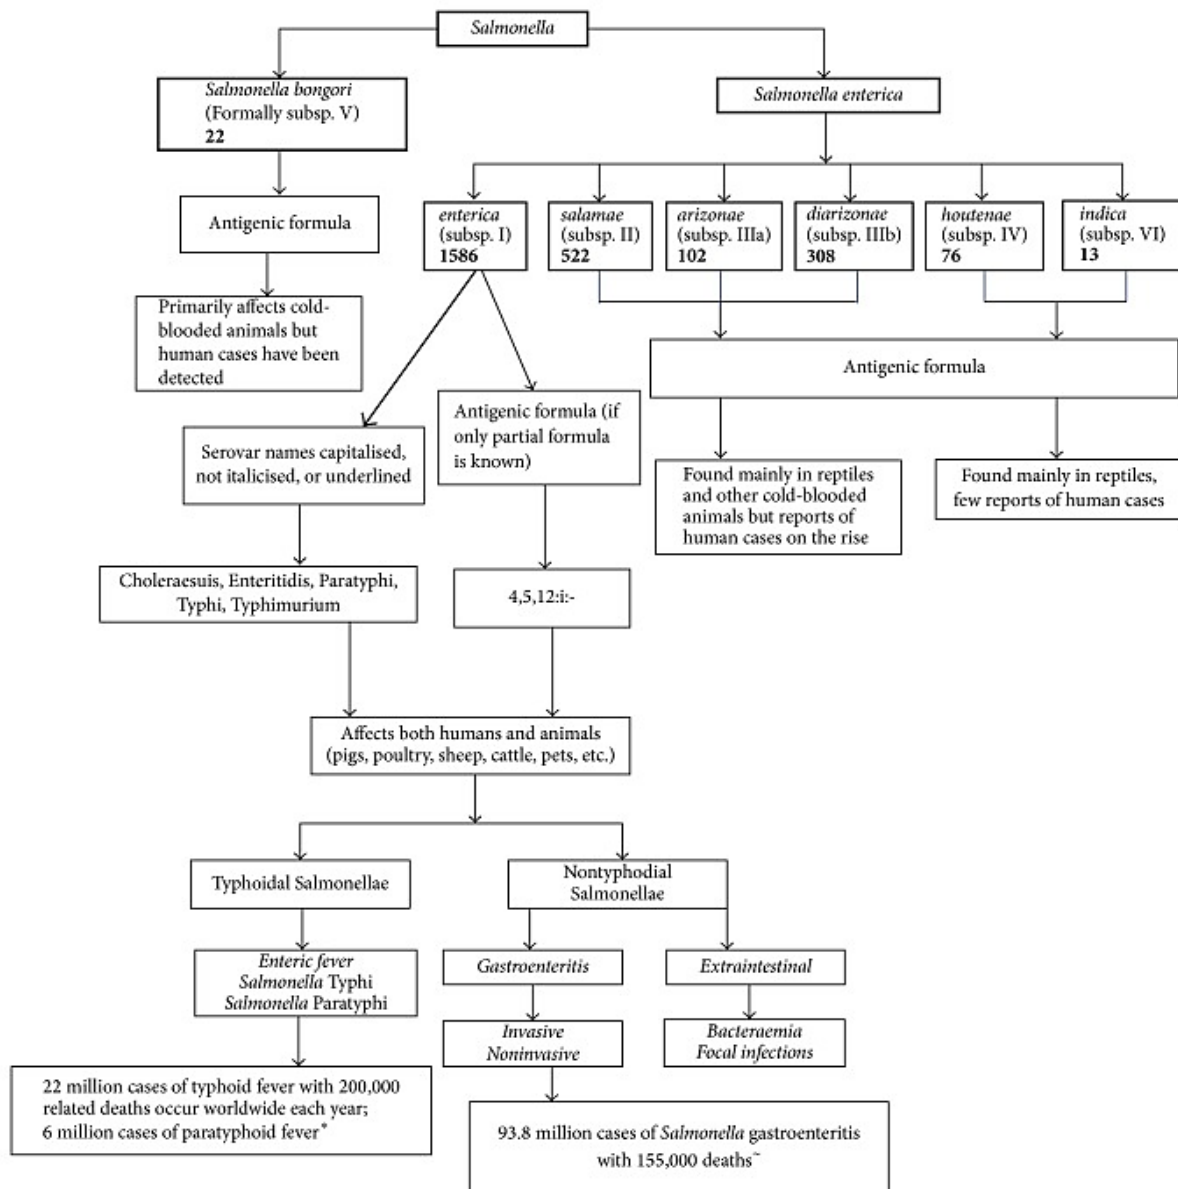 Salmonella
Salmonella bongori
(Formally subsp. V)
22
Salmonella enterica
Antigenic formula
enterica
(subsp. I)
1586
salamae
(subsp. II)
522
arizonae
(subsp. IIIa)
102
diarizonae
(subsp. IIIb)
308
houtenae
(subsp. IV)
76
indica
(subsp. VI)
13
Primarily affects cold-
blooded animals but
human cases have been
detected
Antigenic formula
Serovar names capitalised,
not italicised, or underlined
Antigenic formula (if
only partial formula
is known)
Found mainly in reptiles
and other cold-blooded
animals but reports of
human cases on the rise
Found mainly in reptiles,
few reports of human cases
Choleraesuis, Enteritidis, Paratyphi,
Typhi, Typhimurium
4,5,12:i:-
Affects both humans and animals
(pigs, poultry, sheep, cattle, pets, etc.)
Typhoidal Salmonellae
Nontyphodial
Salmonellae
Enteric fever
Salmonella Typhi
Salmonella Paratyphi
Gastroenteritis
Extraintestinal
Invasive
Noninvasive
Bacteraemia
Focal infections
22 million cases of typhoid fever with 200,000
related deaths occur worldwide each year;
6 million cases of paratyphoid fever*
93.8 million cases of Salmonella gastroenteritis
with 155,000 deaths~